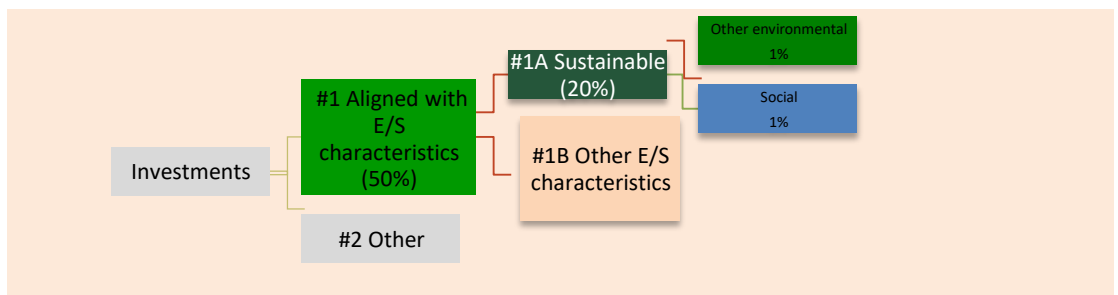 Investments
#1 Aligned with
E/S
characteristics
(50%)
#2 Other
#1A Sustainable
(20%)
#1B Other E/S
characteristics
Other environmental
1%
Social
1%